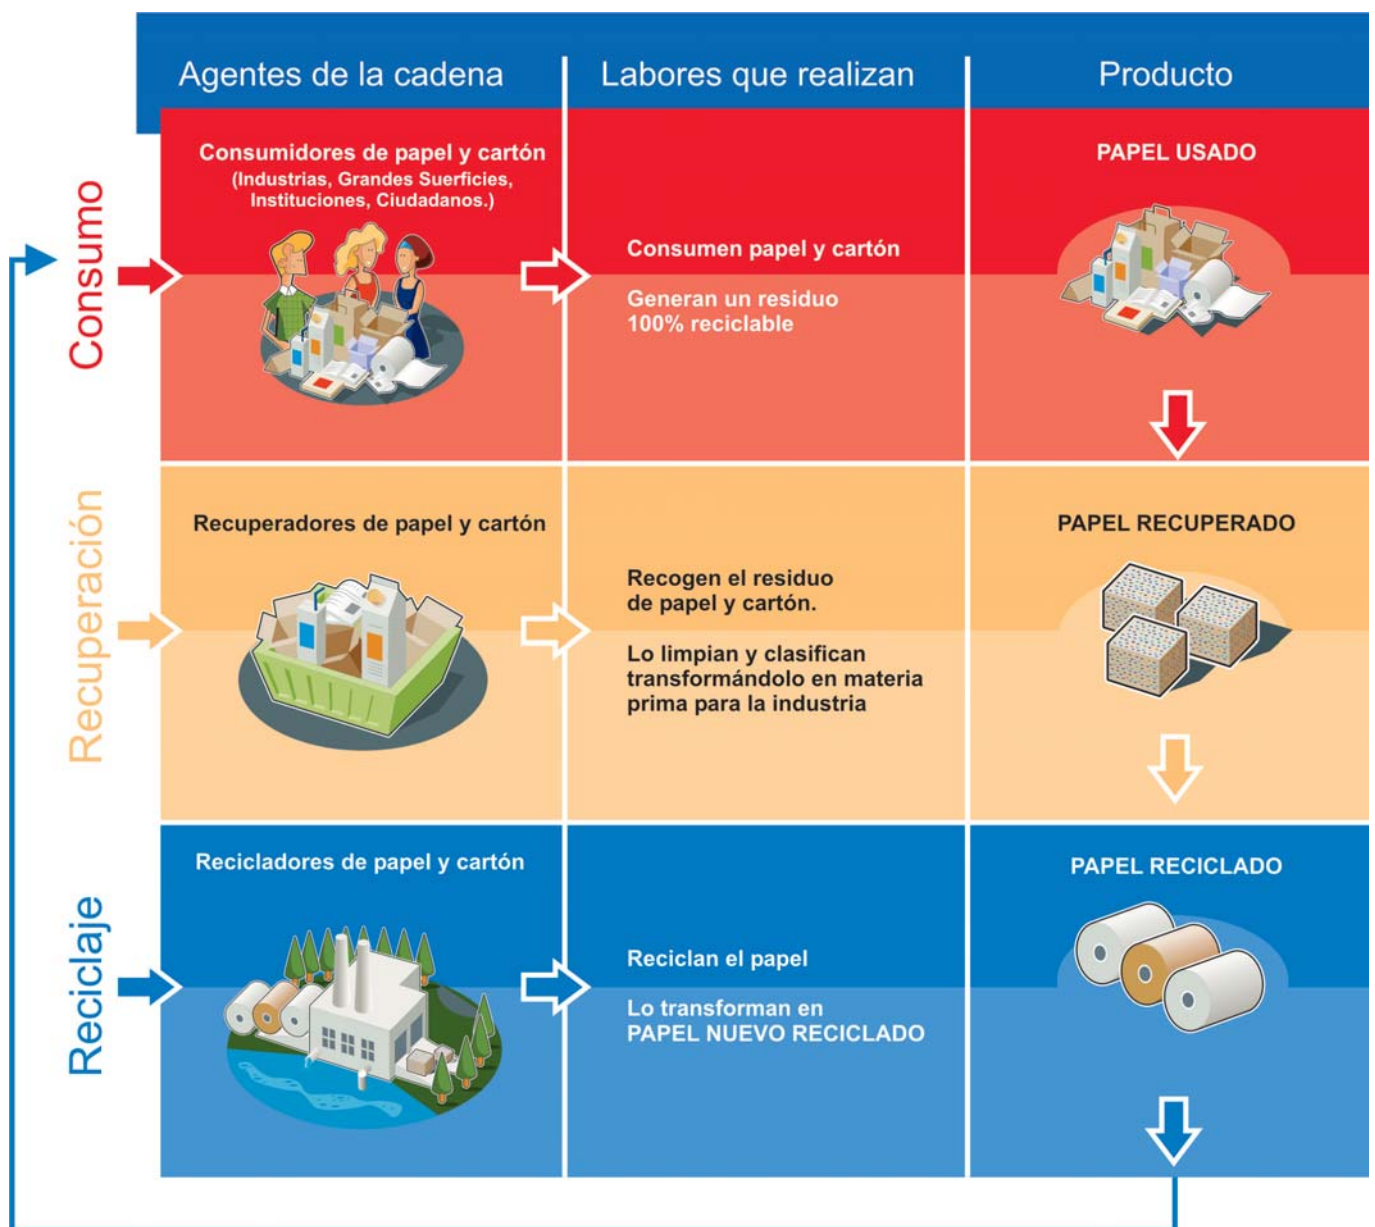 Agentes de la cadena
Labores que realizan
Producto
Consumo
Consumidores de papel y cartón
(Industrias, Grandes Suerficies,
Instituciones, Ciudadanos.)
Consumen papel y cartón
Generan un residuo
100% reciclable
PAPEL USADO
Recuperación
Recuperadores de papel y cartón
Recogen el residuo
de papel y cartón.
Lo limpian y clasifican
transformándolo en materia
prima para la industria
PAPEL RECUPERADO
Reciclaje
Recicladores de papel y cartón
Reciclan el papel
Lo transforman en
PAPEL NUEVO RECICLADO
PAPEL RECICLADO